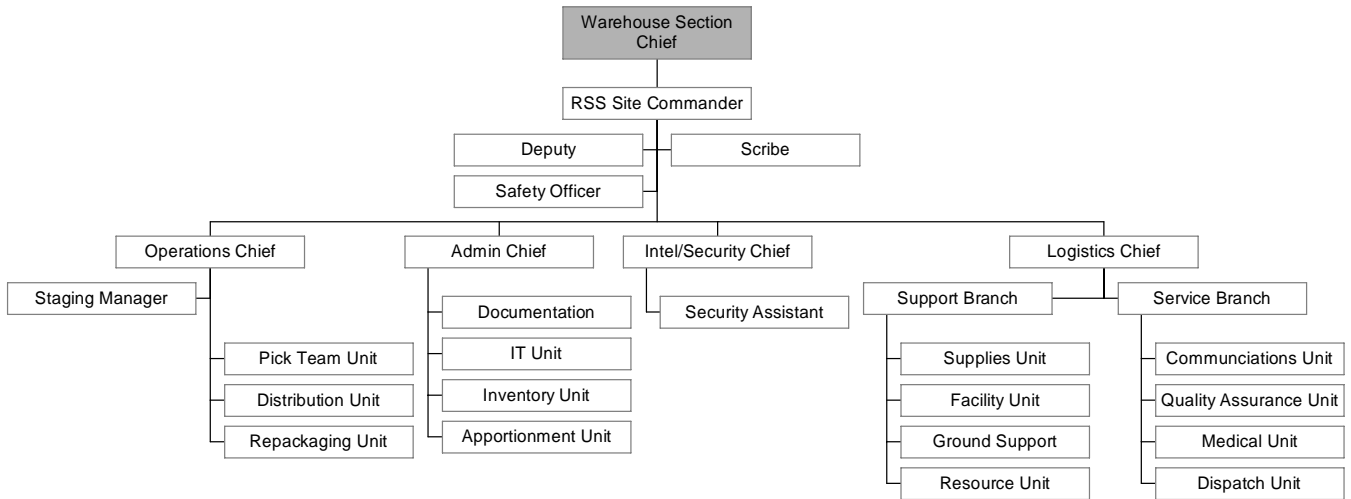 Warehouse Section
Chief
RSS Site Commander
Deputy
Scribe
Safety Officer
Operations Chief
Admin Chief
Intel/Security Chief
Logistics Chief
Staging Manager
Support Branch
Service Branch
Documentation
Security Assistant
Pick Team Unit
IT Unit
Supplies Unit
Communciations Unit
Distribution Unit
Inventory Unit
Facility Unit
Quality Assurance Unit
Repackaging Unit
Apportionment Unit
Ground Support
Medical Unit
Resource Unit
Dispatch Unit